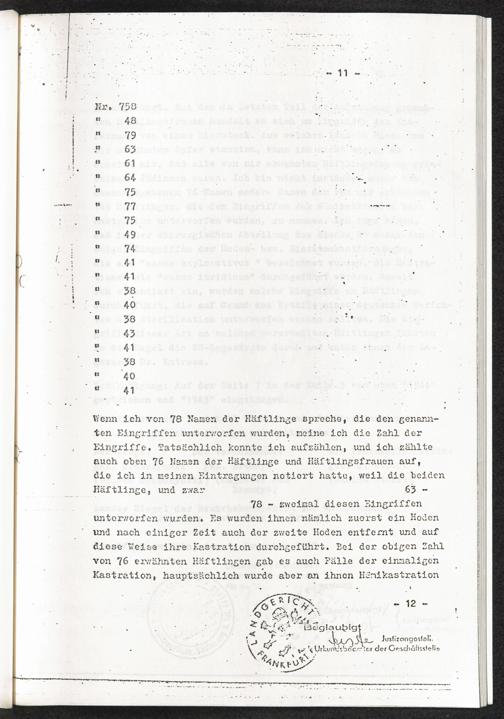 - 11 -
Nr. 758
" 48
" 79
" 63
" 61
" 64
" 75
" 77
" 75
" 49
" 74
" 41
" 41
" 38
" 40
" 38
" 43
" 41
" 38
" 40
" 41
Wenn ich von 78 Namen der Häftlinge spreche, die den genann-
ten Eingriffen unterworfen wurden, meine ich die Zahl der
Eingriffe. Tatsächlich konnte ich aufzählen, und ich zählte
auch oben 76 Namen der Häftlinge und Häftlingsfrauen auf,
die ich in meinen Eintragungen notiert hatte, weil die beiden
Häftlinge, und zwar 63 -
78 - zweimal diesen Eingriffen
unterworfen wurden. Es wurden ihnen nämlich zuerst ein Hoden
und nach einiger Zeit auch der zweite Hoden entfernt und auf
diese Weise ihre Kastration durchgeführt. Bei der obigen Zahl
von 76 erwähnten Häftlingen gab es auch Fälle der einmaligen
Kastration, hauptsächlich wurde aber an ihnen Hemikastration
- 12 -
LANDGERICHT
FRANKFURT
Beglaubigt
Justizangestell.
Urkundsbeamter der Geschäftsstelle